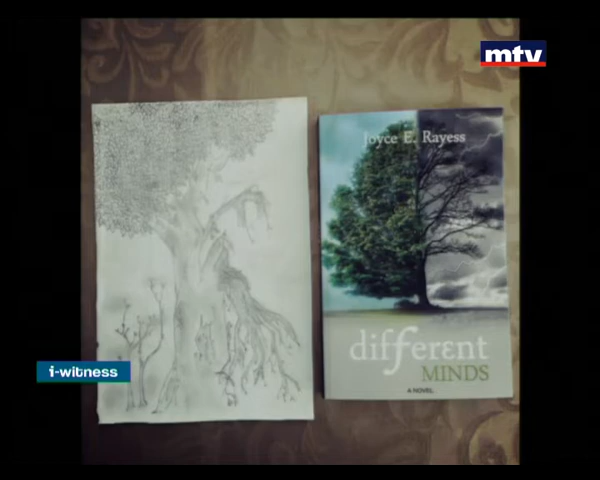 mtv
Joyce E. Rayess
different
MINDS
A NOVEL
i-witness